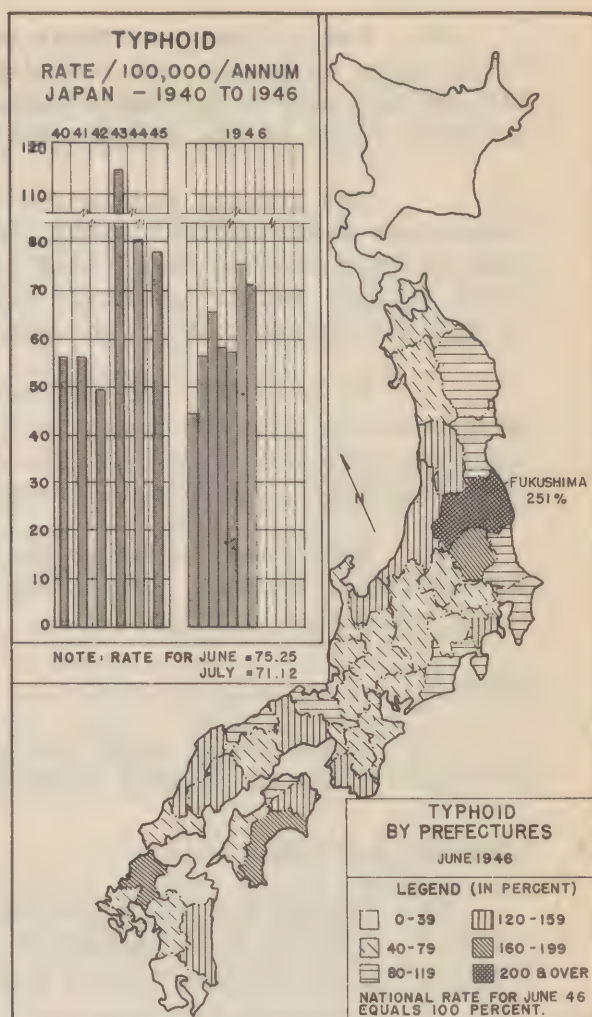 TYPHOID
RATE / 100,000 / ANNUM
JAPAN - 1940 TO 1946
40 41 42 43 44 45
1946
120
110
80
70
60
50
40
30
20
10
0
NOTE: RATE FOR JUNE = 75.25
JULY = 71.12
N
FUKUSHIMA
251%
TYPHOID
BY PREFECTURES
JUNE 1946
LEGEND (IN PERCENT)
0-39
120-159
40-79
160-199
80-119
200 & OVER
NATIONAL RATE FOR JUNE 46
EQUALS 100 PERCENT.